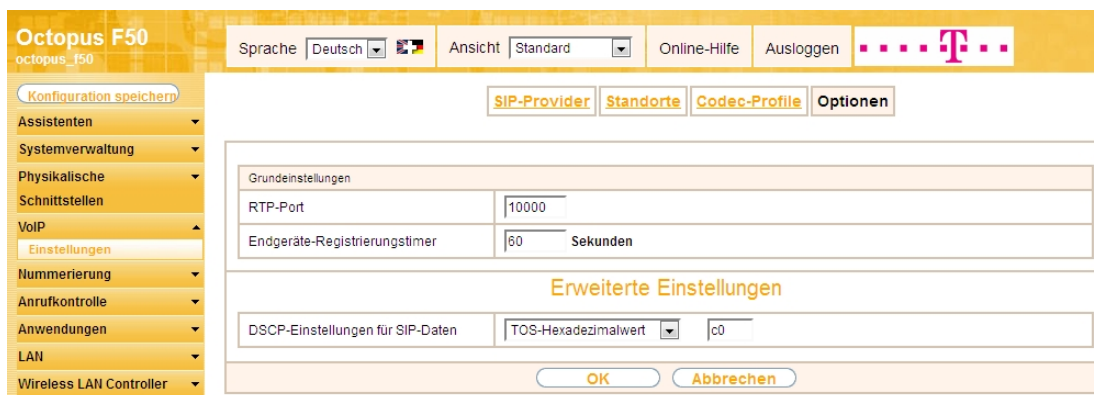 Octopus F50
octopus_f50
Sprache Deutsch Ansicht Standard Online-Hilfe Ausloggen T
Konfiguration speichern
Assistenten
Systemverwaltung
Physikalische
Schnittstellen
VoIP
Einstellungen
Nummerierung
Anrufkontrolle
Anwendungen
LAN
Wireless LAN Controller
SIP-Provider Standorte Codec-Profile Optionen
Grundeinstellungen
RTP-Port 10000
Endgeräte-Registrierungstimer 60 Sekunden
Erweiterte Einstellungen
DSCP-Einstellungen für SIP-Daten TOS-Hexadezimalwert c0
OK Abbrechen